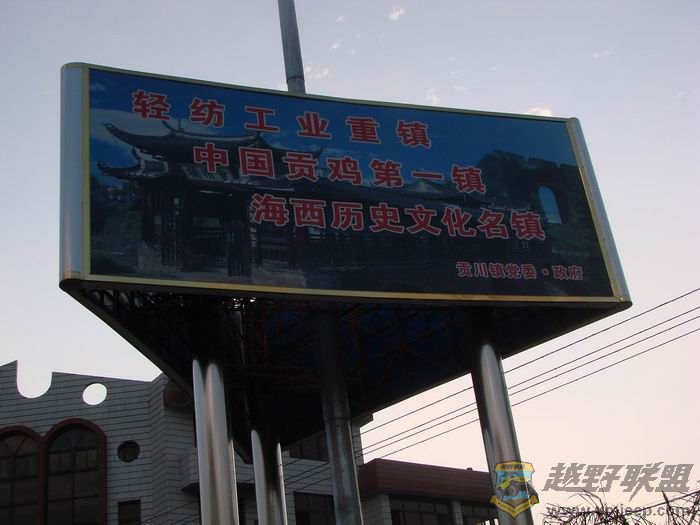 轻纺工业重镇
中国贡鸡第一镇
海西历史文化名镇
贡川镇党委·政府
越野联盟